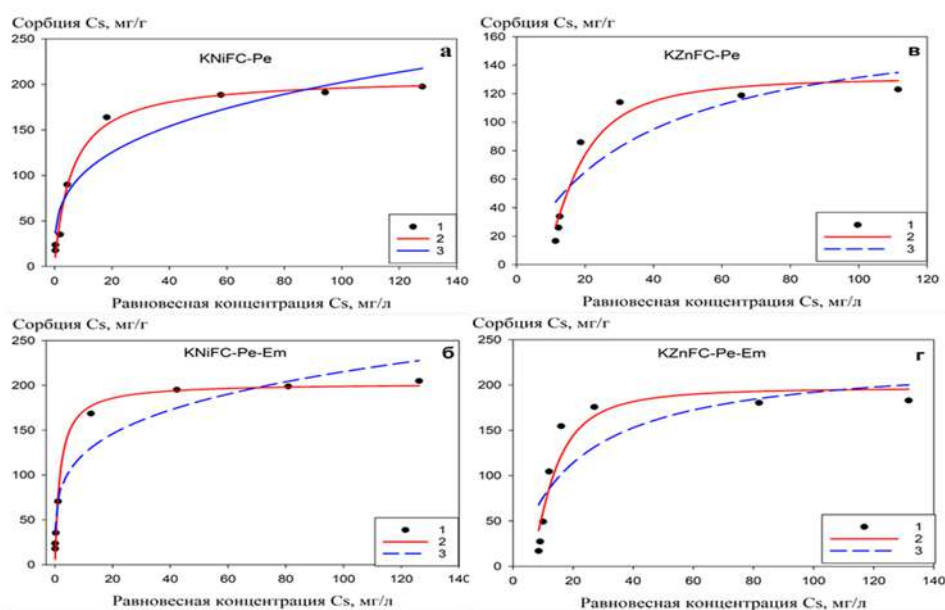 Сорбция Cs, мг/г
а
KNiFC-Pe
250
200
150
100
50
0
1
2
3
0 20 40 60 80 100 120 140
Равновесная концентрация Cs, мг/л
Сорбция Cs, мг/г
в
KZnFC-Pe
160
140
120
100
80
60
40
20
0
1
2
3
0 20 40 60 80 100 120
Равновесная концентрация Cs, мг/л
Сорбция Cs, мг/г
б
KNiFC-Pe-Em
250
200
150
100
50
0
1
2
3
0 20 40 60 80 100 120 140
Равновесная концентрация Cs, мг/л
Сорбция Cs, мг/г
г
KZnFC-Pe-Em
250
200
150
100
50
0
1
2
3
0 20 40 60 80 100 120 140
Равновесная концентрация Cs, мг/л